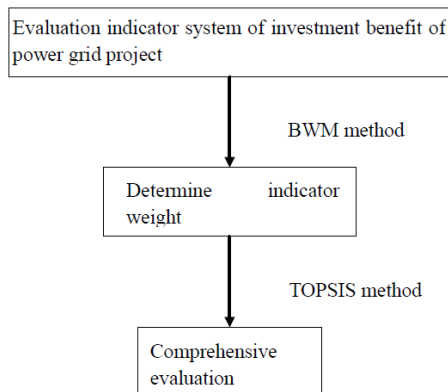 Evaluation indicator system of investment benefit of
power grid project
BWM method
Determine indicator
weight
TOPSIS method
Comprehensive
evaluation